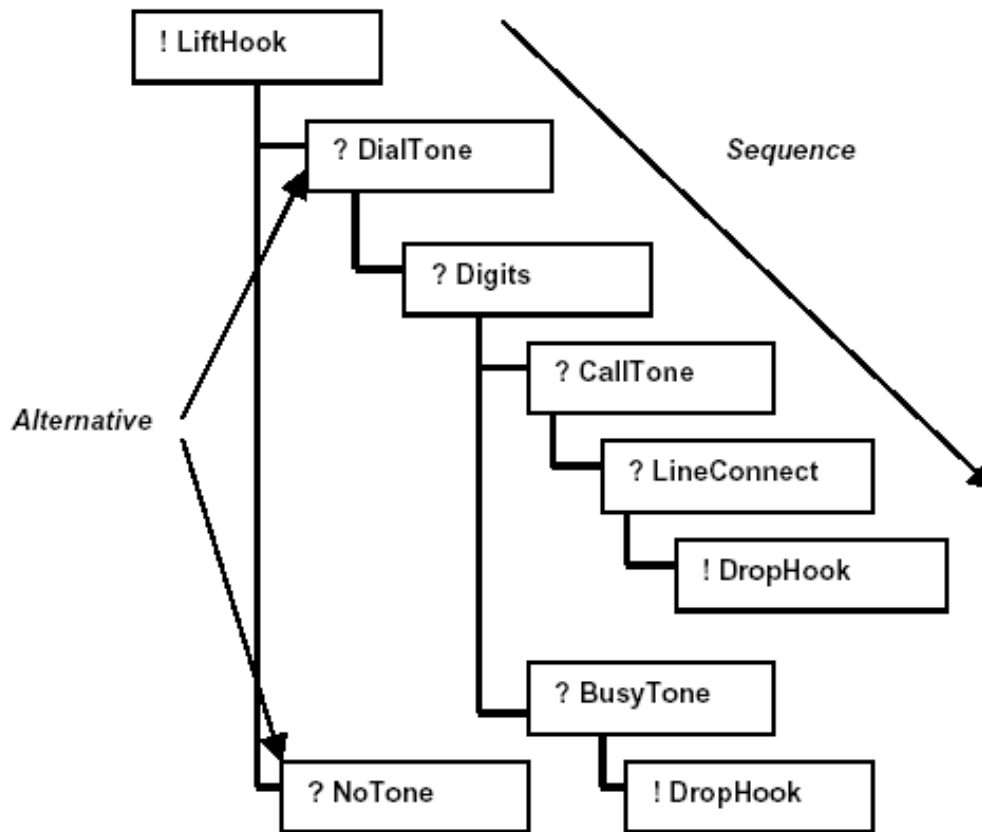 ! LiftHook
? DialTone
Sequence
? Digits
? CallTone
Alternative
? LineConnect
! DropHook
? BusyTone
? NoTone
! DropHook